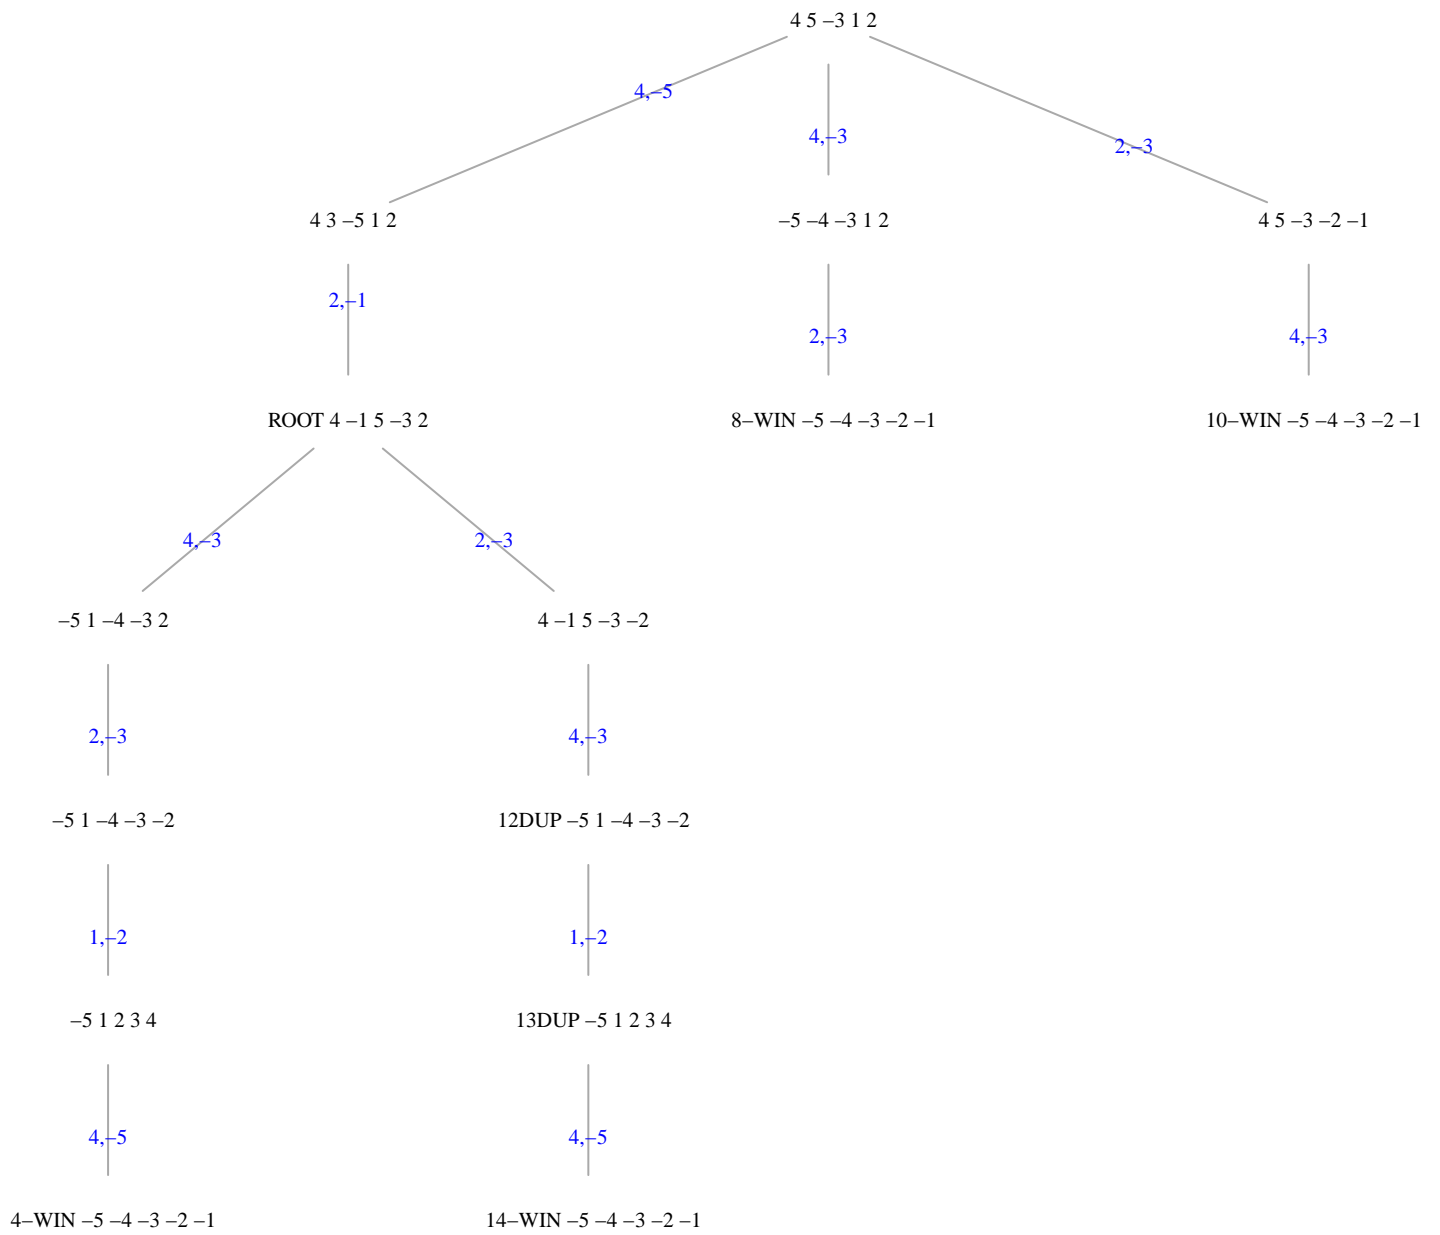 4 5 –3 1 2
4,–5
4,–3
2,–3
4 3 –5 1 2
–5 –4 –3 1 2
4 5 –3 –2 –1
2,–1
2,–3
4,–3
ROOT 4 –1 5 –3 2
8–WIN –5 –4 –3 –2 –1
10–WIN –5 –4 –3 –2 –1
4,–3
2,–3
–5 1 –4 –3 2
4 –1 5 –3 –2
2,–3
4,–3
–5 1 –4 –3 –2
12DUP –5 1 –4 –3 –2
1,–2
1,–2
–5 1 2 3 4
13DUP –5 1 2 3 4
4,–5
4,–5
4–WIN –5 –4 –3 –2 –1
14–WIN –5 –4 –3 –2 –1